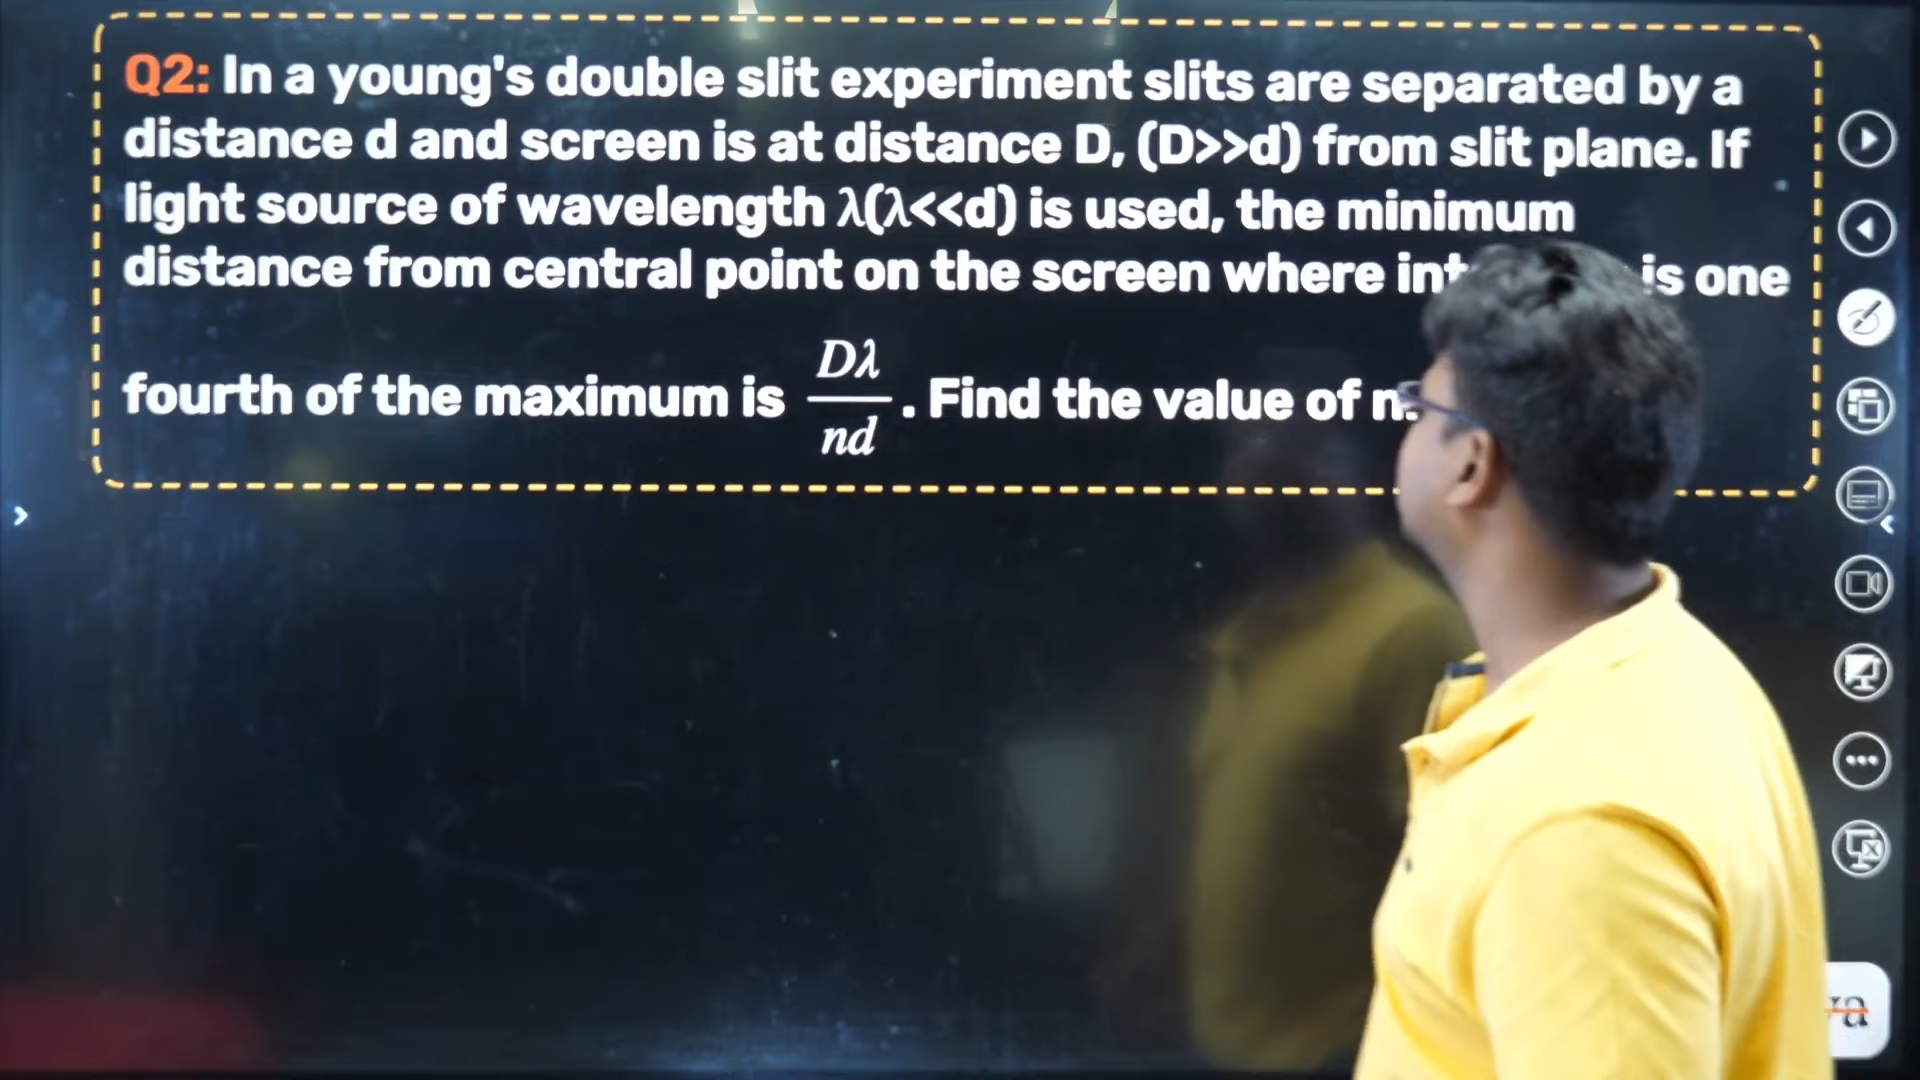 Q2: In a young's double slit experiment slits are separated by a
distance d and screen is at distance D, (D>>d) from slit plane. If
light source of wavelength λ(λ<<d) is used, the minimum
distance from central point on the screen where is one
fourth of the maximum is Dλ/nd. Find the value of n.